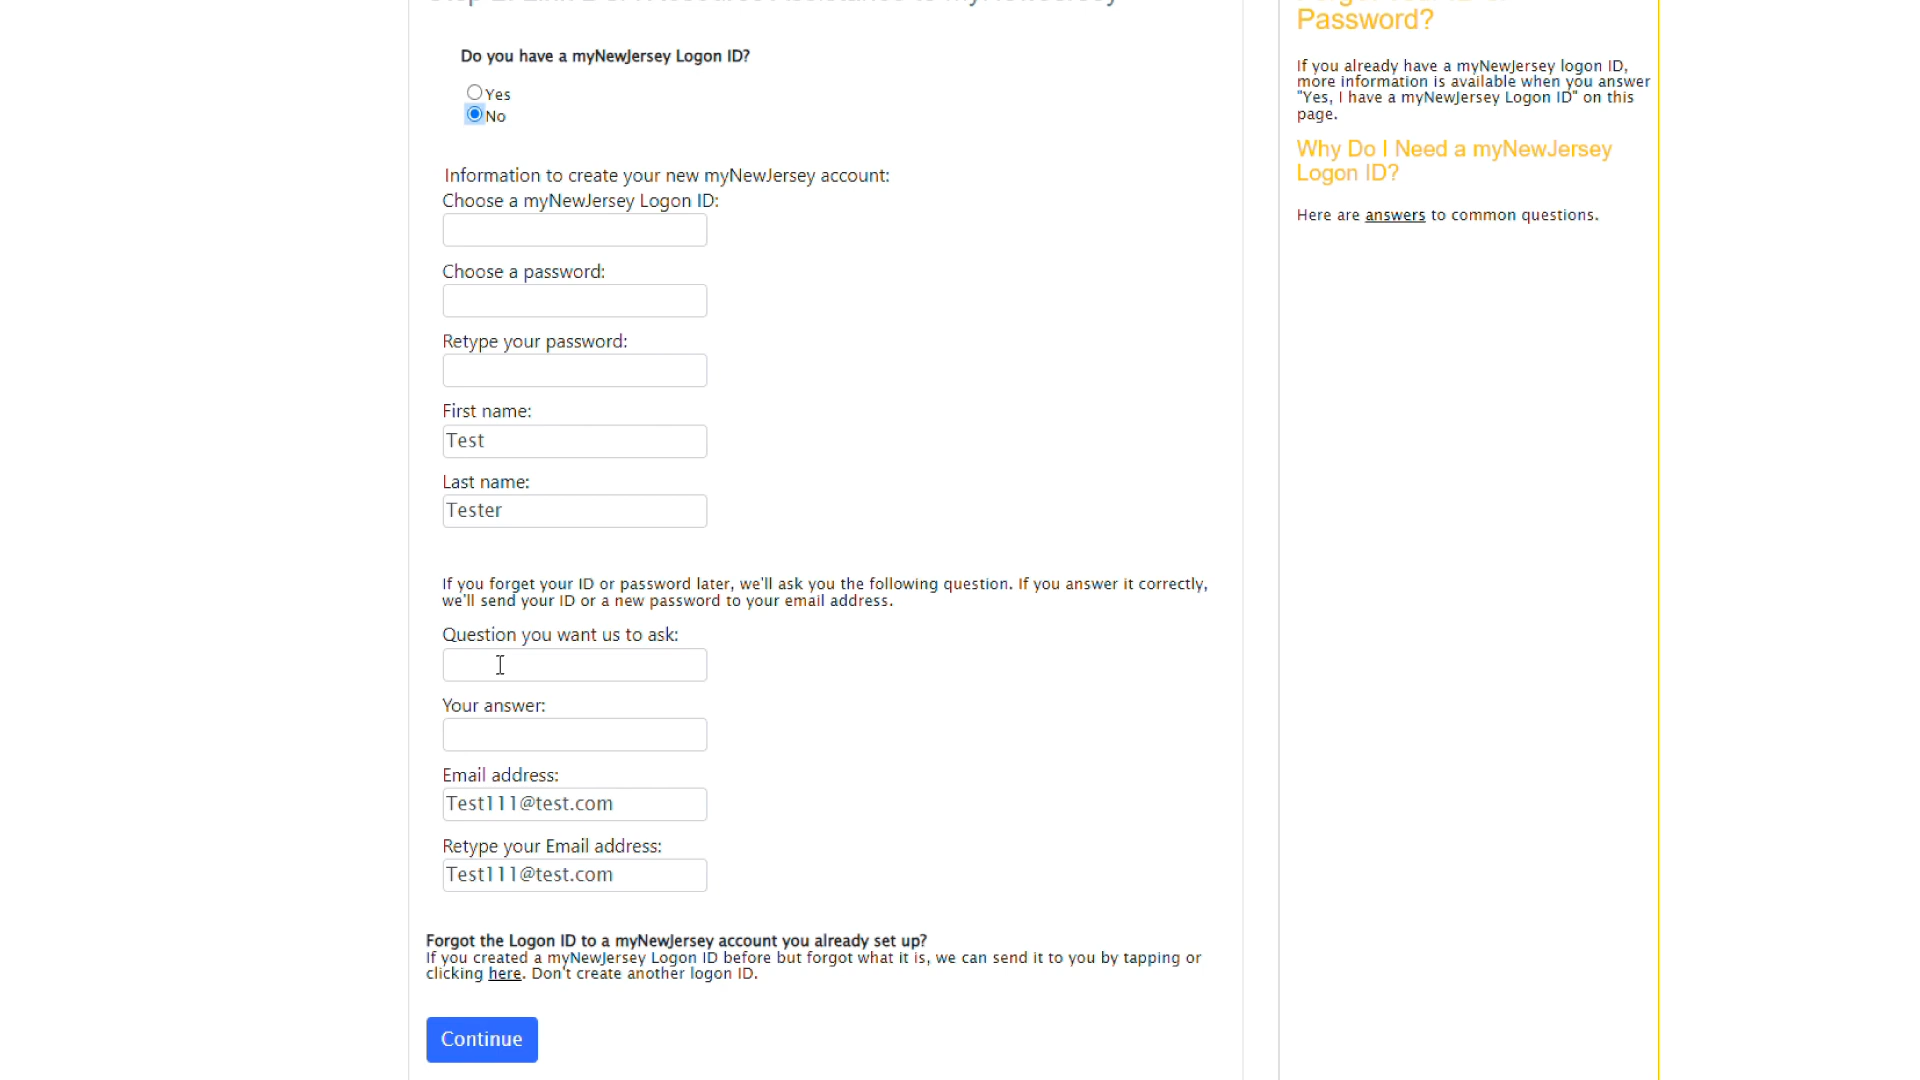 Do you have a myNewJersey Logon ID?
Yes
No
Information to create your new myNewJersey account:
Choose a myNewJersey Logon ID:
Choose a password:
Retype your password:
First name:
Test
Last name:
Tester
If you forget your ID or password later, we'll ask you the following question. If you answer it correctly,
we'll send your ID or a new password to your email address.
Question you want us to ask:
Your answer:
Email address:
Test111@test.com
Retype your Email address:
Test111@test.com
Forgot the Logon ID to a myNewJersey account you already set up?
If you created a myNewJersey Logon ID before but forgot what it is, we can send it to you by tapping or
clicking here. Don't create another logon ID.
Continue
Password?
If you already have a myNewJersey logon ID,
more information is available when you answer
"Yes, I have a myNewJersey Logon ID" on this
page.
Why Do I Need a myNewJersey
Logon ID?
Here are answers to common questions.